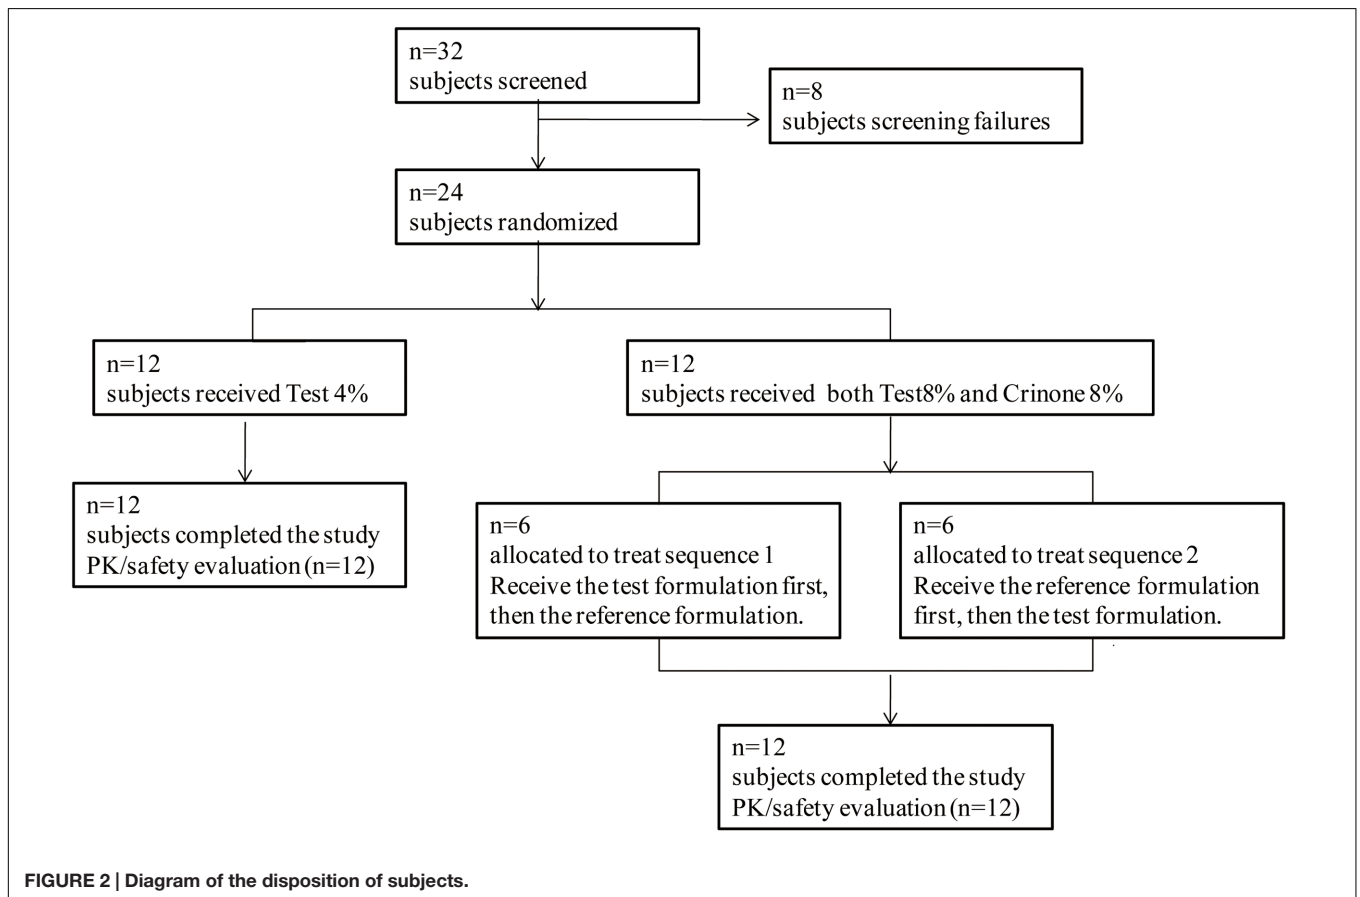 n=32
subjects screened
n=8
subjects screening failures
n=24
subjects randomized
n=12
subjects received Test 4%
n=12
subjects received both Test8% and Crinone 8%
n=12
subjects completed the study
PK/safety evaluation (n=12)
n=6
allocated to treat sequence 1
Receive the test formulation first,
then the reference formulation.
n=6
allocated to treat sequence 2
Receive the reference formulation
first, then the test formulation.
n=12
subjects completed the study
PK/safety evaluation (n=12)
FIGURE 2 | Diagram of the disposition of subjects.